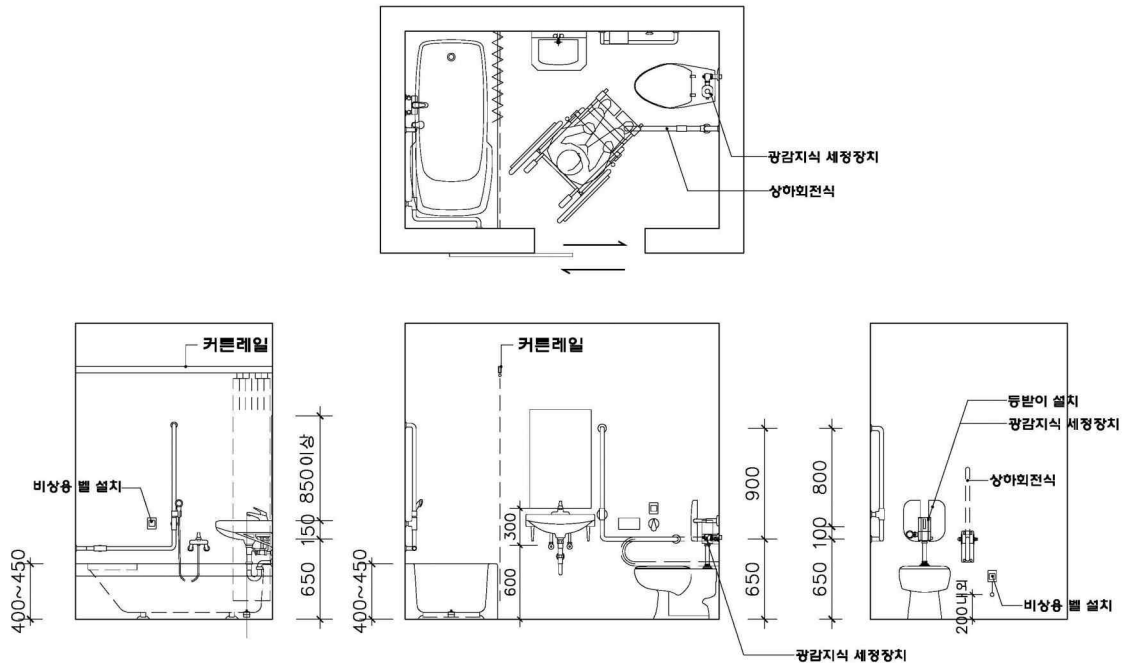 광감지식 세정장치
상하회전식
커튼레일
비상용 벨 설치
400~450
650
150
850이상
커튼레일
400~450
600
300
650
900
광감지식 세정장치
650
100
800
등받이 설치
광감지식 세정장치
상하회전식
200내외
비상용 벨 설치